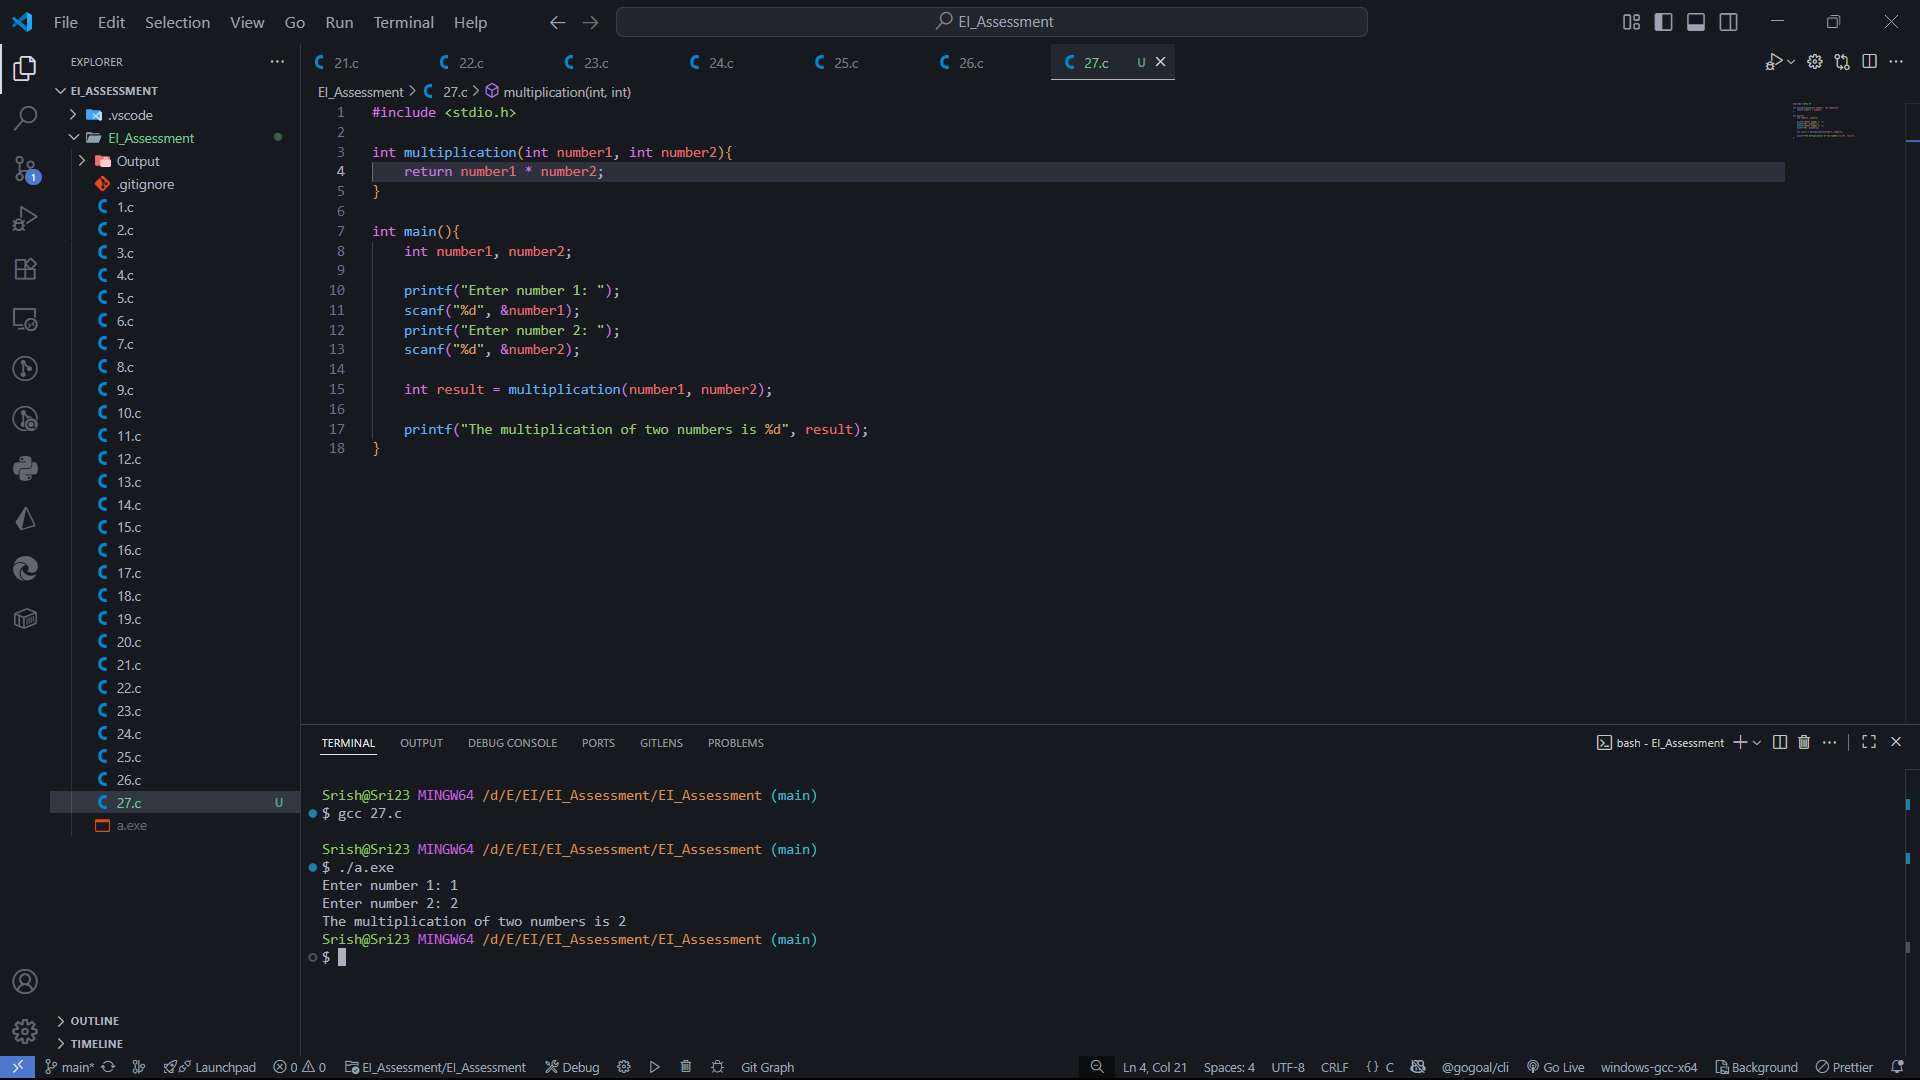 File Edit Selection View Go Run Terminal Help
EI_Assessment
EXPLORER
EI_ASSESSMENT
.vscode
EI_Assessment
Output
.gitignore
1.c
2.c
3.c
4.c
5.c
6.c
7.c
8.c
9.c
10.c
11.c
12.c
13.c
14.c
15.c
16.c
17.c
18.c
19.c
20.c
21.c
22.c
23.c
24.c
25.c
26.c
27.c U
a.exe
OUTLINE
TIMELINE
1
21.c 22.c 23.c 24.c 25.c 26.c 27.c U
EI_Assessment > 27.c > multiplication(int, int)
1 #include <stdio.h>
2
3 int multiplication(int number1, int number2){
4     return number1 * number2;
5 }
6
7 int main(){
8     int number1, number2;
9
10     printf("Enter number 1: ");
11     scanf("%d", &number1);
12     printf("Enter number 2: ");
13     scanf("%d", &number2);
14
15     int result = multiplication(number1, number2);
16
17     printf("The multiplication of two numbers is %d", result);
18 }
TERMINAL OUTPUT DEBUG CONSOLE PORTS GITLENS PROBLEMS
bash - EI_Assessment
Srish@Sri23 MINGW64 /d/E/EI/EI_Assessment/EI_Assessment (main)
$ gcc 27.c
Srish@Sri23 MINGW64 /d/E/EI/EI_Assessment/EI_Assessment (main)
$ ./a.exe
Enter number 1: 1
Enter number 2: 2
The multiplication of two numbers is 2
Srish@Sri23 MINGW64 /d/E/EI/EI_Assessment/EI_Assessment (main)
$
main* Launchpad 0 0 EI_Assessment/EI_Assessment Debug Git Graph Ln 4, Col 21 Spaces: 4 UTF-8 CRLF { } C @gogoal/cli Go Live windows-gcc-x64 Background Prettier